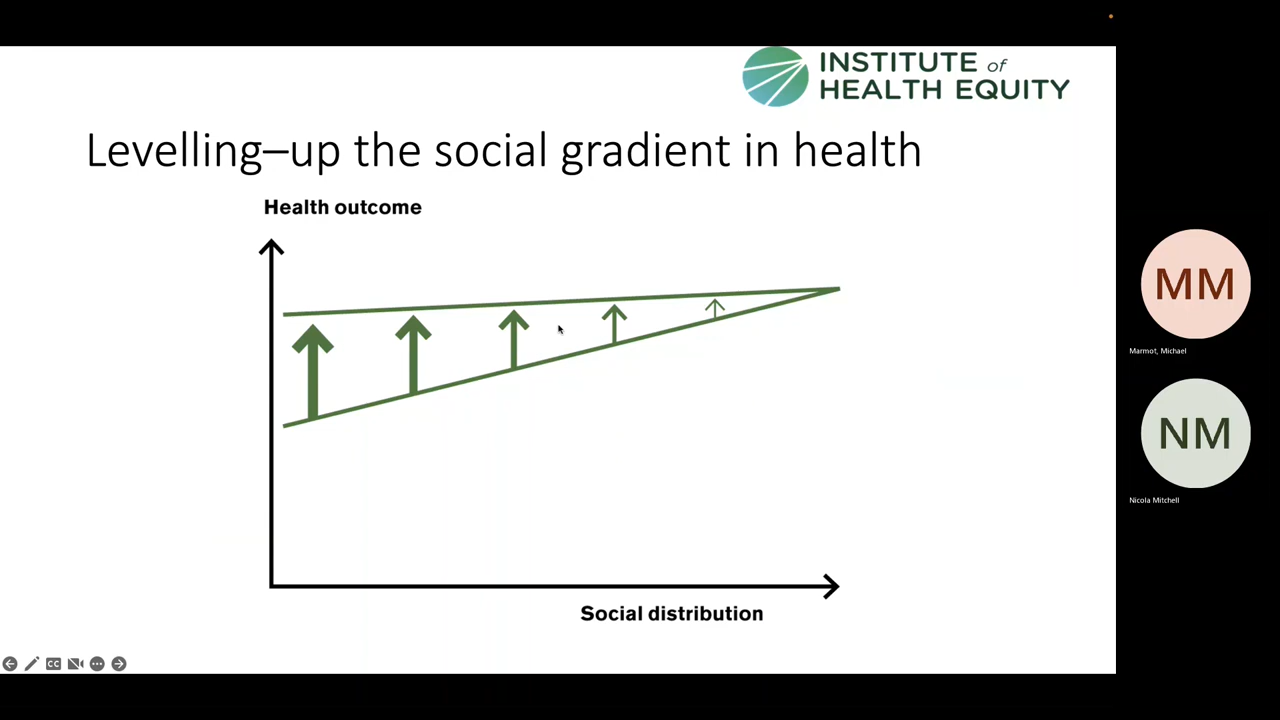 INSTITUTE of
HEALTH EQUITY
Levelling–up the social gradient in health
Health outcome
Social distribution
MM
Marmot, Michael
NM
Nicola Mitchell
CC